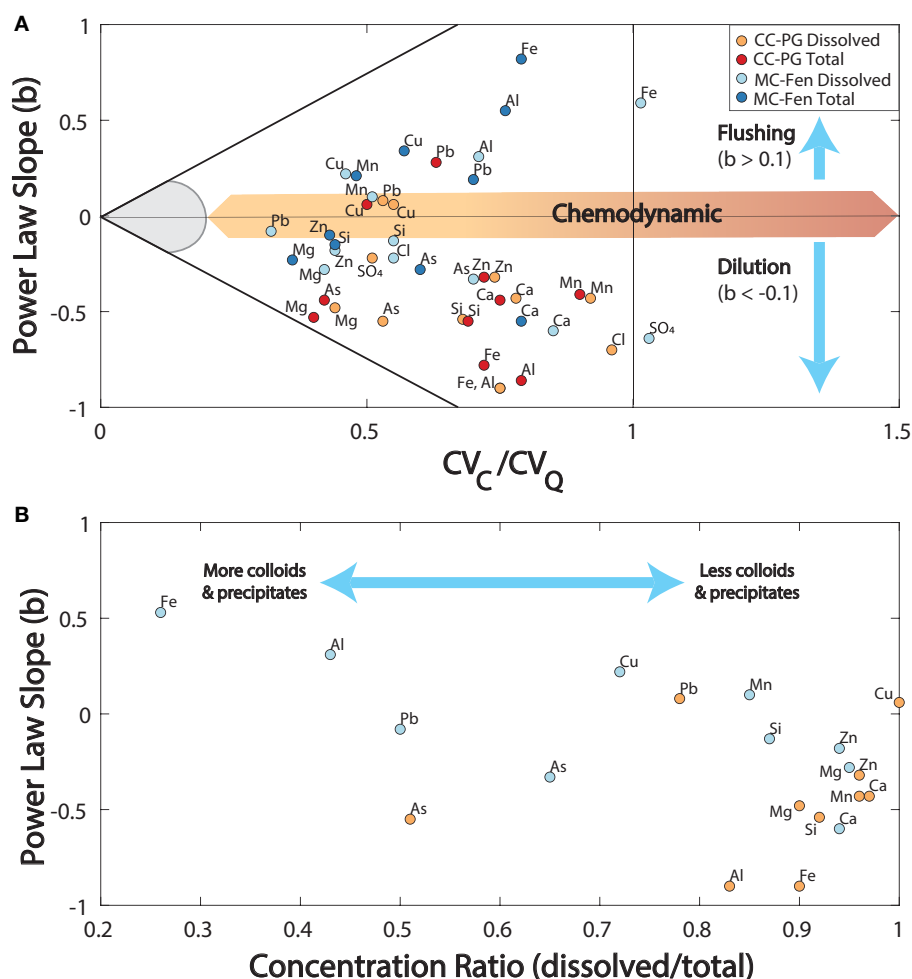 A
Power Law Slope (b)
1
0.5
0
-0.5
-1
CC-PG Dissolved
CC-PG Total
MC-Fen Dissolved
MC-Fen Total
Fe
Al
Fe
Flushing
(b > 0.1)
Cu
Pb
Al
Cu
Mn
Pb
Mn
Pb
Cu
Cu
Chemodynamic
Pb
Zn
Si
Si
Mg
Zn
SO₄
Cl
Mg
As
As
Zn
Zn
Dilution
(b < -0.1)
As
Mg
Mg
As
Ca
Ca
Mn
Mn
Si
Si
Ca
Ca
Cl
SO₄
Fe
Fe, Al
Al
0
0.5
1
1.5
CV_C/CV_Q
B
Power Law Slope (b)
1
0.5
0
-0.5
-1
More colloids
& precipitates
Less colloids
& precipitates
Fe
Al
Cu
Pb
Mn
Cu
Pb
Si
Zn
As
Mg
Zn
As
Mn
Ca
Mg
Si
Ca
Al
Fe
0.2
0.3
0.4
0.5
0.6
0.7
0.8
0.9
1
Concentration Ratio (dissolved/total)